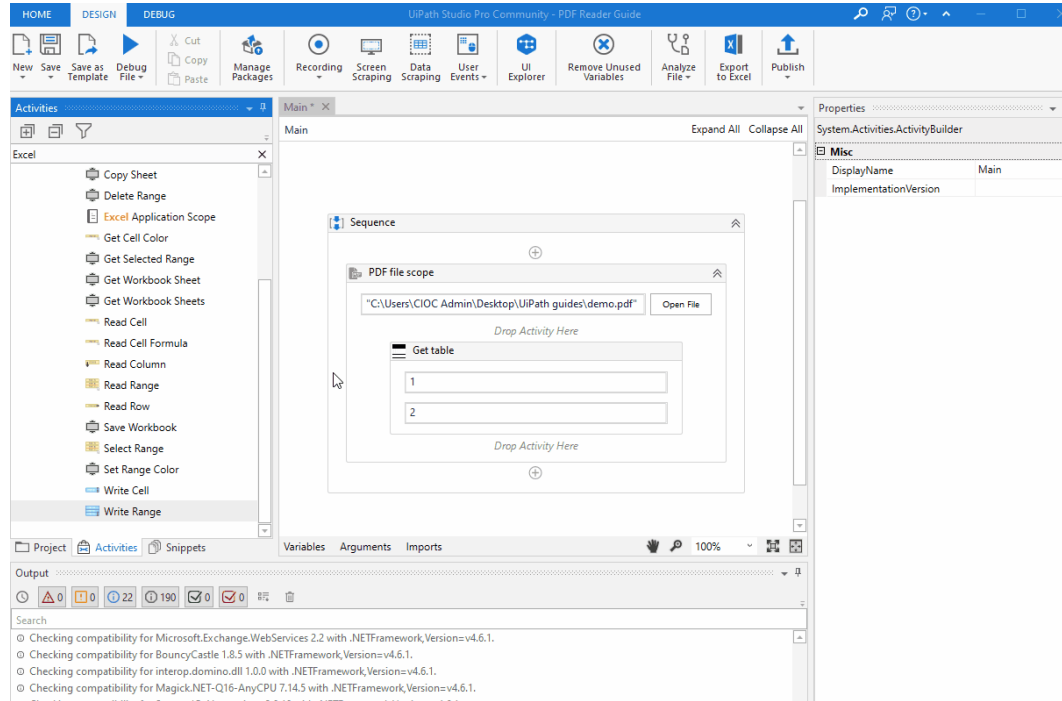 HOME DESIGN DEBUG UiPath Studio Pro Community - PDF Reader Guide
New Save Save as Template Debug File Cut Copy Paste Manage Packages Recording Screen Scraping Data Scraping User Events UI Explorer Remove Unused Variables Analyze File Export to Excel Publish
Activities
Excel
Copy Sheet
Delete Range
Excel Application Scope
Get Cell Color
Get Selected Range
Get Workbook Sheet
Get Workbook Sheets
Read Cell
Read Cell Formula
Read Column
Read Range
Read Row
Save Workbook
Select Range
Set Range Color
Write Cell
Write Range
Project Activities Snippets
Main *
Main Expand All Collapse All
Sequence
PDF file scope
"C:\Users\CIOC Admin\Desktop\UiPath guides\demo.pdf" Open File
Drop Activity Here
Get table
1
2
Drop Activity Here
Variables Arguments Imports 100%
Properties
System.Activities.ActivityBuilder
Misc
DisplayName Main
ImplementationVersion
Output
0 0 22 190 0 0
Search
Checking compatibility for Microsoft.Exchange.WebServices 2.2 with .NETFramework,Version=v4.6.1.
Checking compatibility for BouncyCastle 1.8.5 with .NETFramework,Version=v4.6.1.
Checking compatibility for interop.domino.dll 1.0.0 with .NETFramework,Version=v4.6.1.
Checking compatibility for Magick.NET-Q16-AnyCPU 7.14.5 with .NETFramework,Version=v4.6.1.